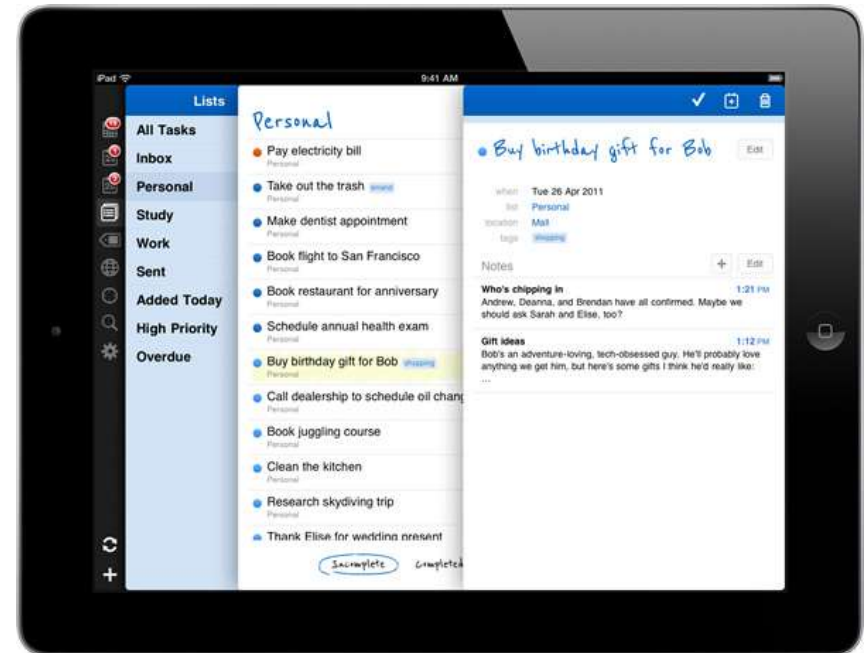 iPad
9:41 AM
Lists
All Tasks
Inbox
Personal
Study
Work
Sent
Added Today
High Priority
Overdue
Personal
Pay electricity bill
Personal
Take out the trash errand
Personal
Make dentist appointment
Personal
Book flight to San Francisco
Personal
Book restaurant for anniversary
Personal
Schedule annual health exam
Personal
Buy birthday gift for Bob shopping
Personal
Call dealership to schedule oil chang
Personal
Book juggling course
Personal
Clean the kitchen
Personal
Research skydiving trip
Personal
Thank Elise for wedding present
Incomplete Completed
Buy birthday gift for Bob Edit
when Tue 26 Apr 2011
list Personal
location Mall
tags shopping
Notes + Edit
Who's chipping in 1:21 PM
Andrew, Deanna, and Brendan have all confirmed. Maybe we
should ask Sarah and Elise, too?
Gift ideas 1:12 PM
Bob's an adventure-loving, tech-obsessed guy. He'll probably love
anything we get him, but here's some gifts I think he'd really like:
...